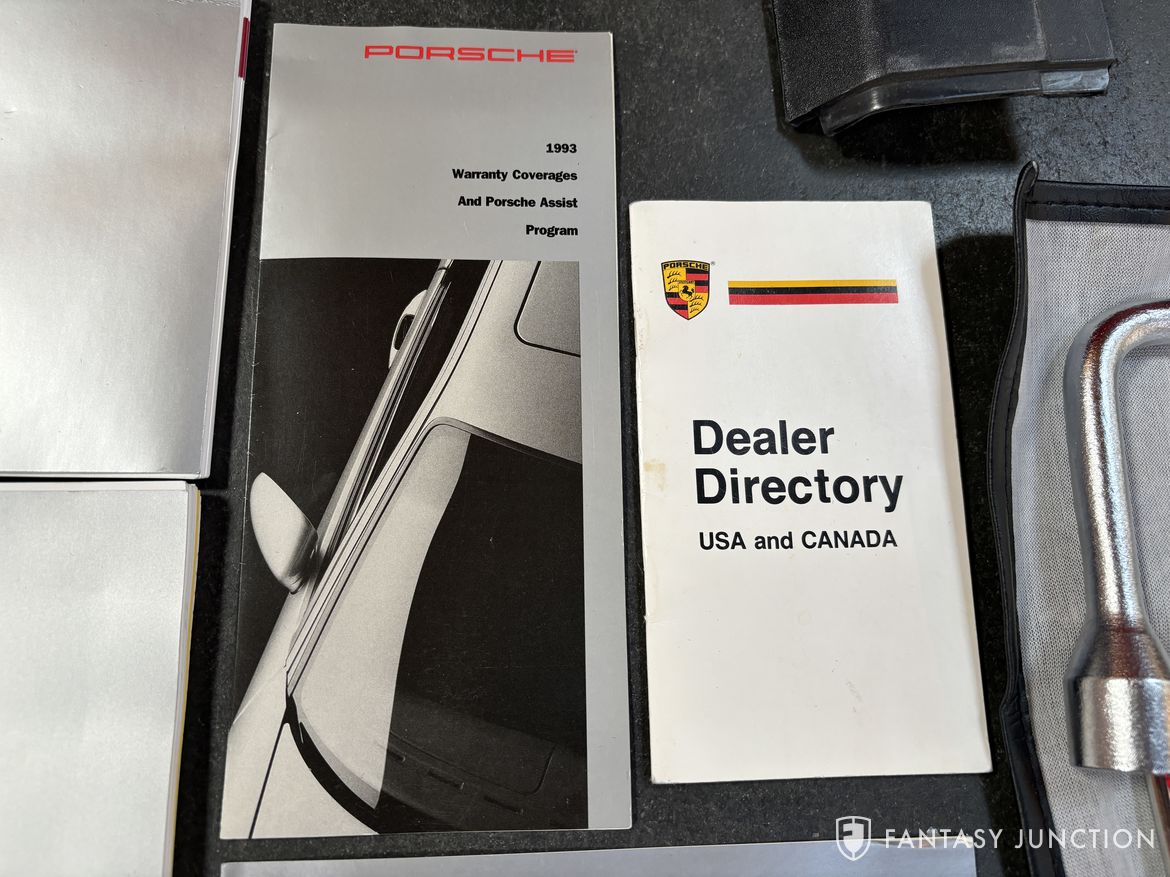 PORSCHE
1993
Warranty Coverages
And Porsche Assist
Program
PORSCHE
Dealer
Directory
USA and CANADA
FANTASY JUNCTION